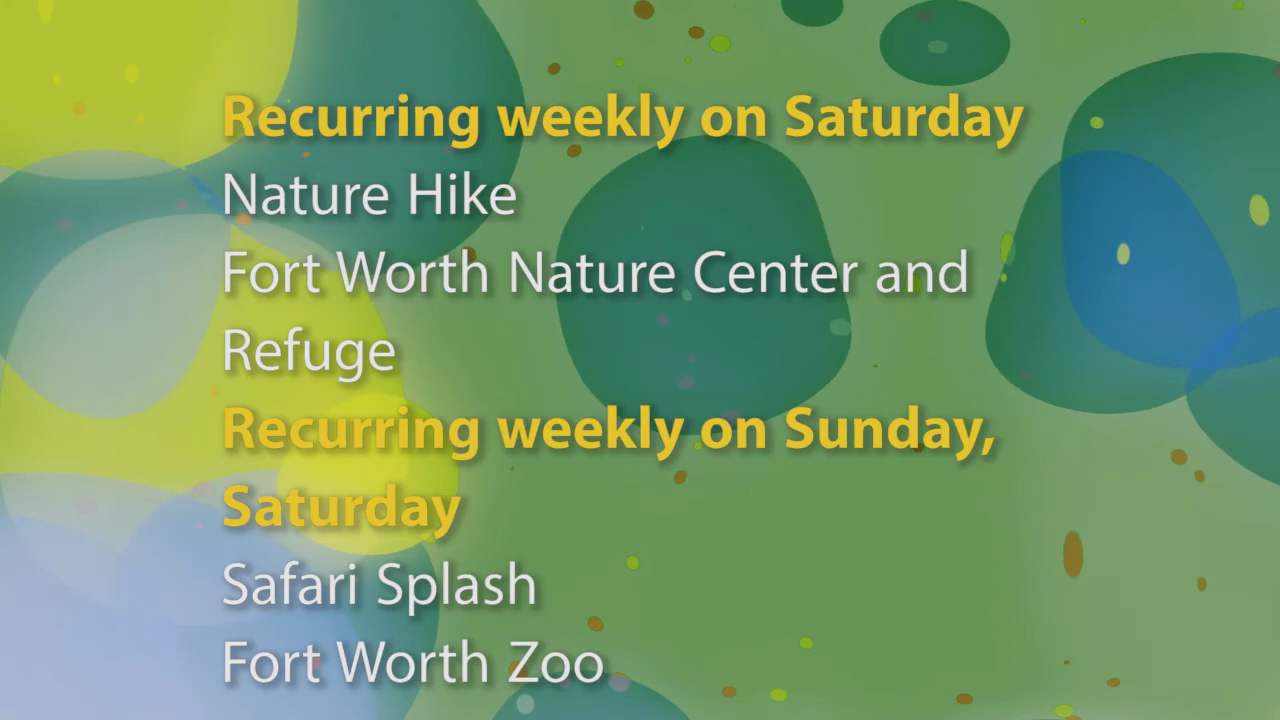 Recurring weekly on Saturday
Nature Hike
Fort Worth Nature Center and
Refuge
Recurring weekly on Sunday,
Saturday
Safari Splash
Fort Worth Zoo